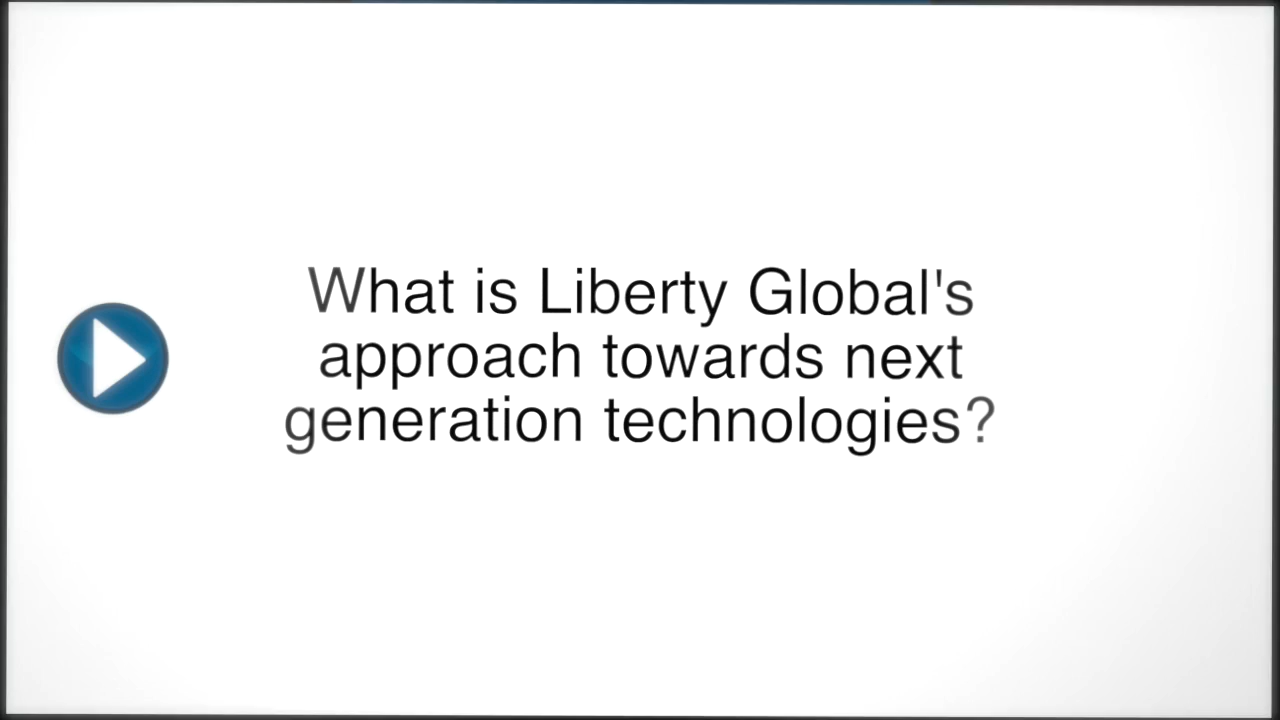 What is Liberty Global's
approach towards next
generation technologies?